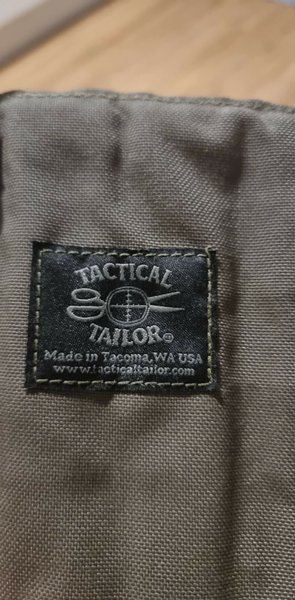 TACTICAL
TAILOR®
Made in Tacoma, WA USA
www.tacticaltailor.com